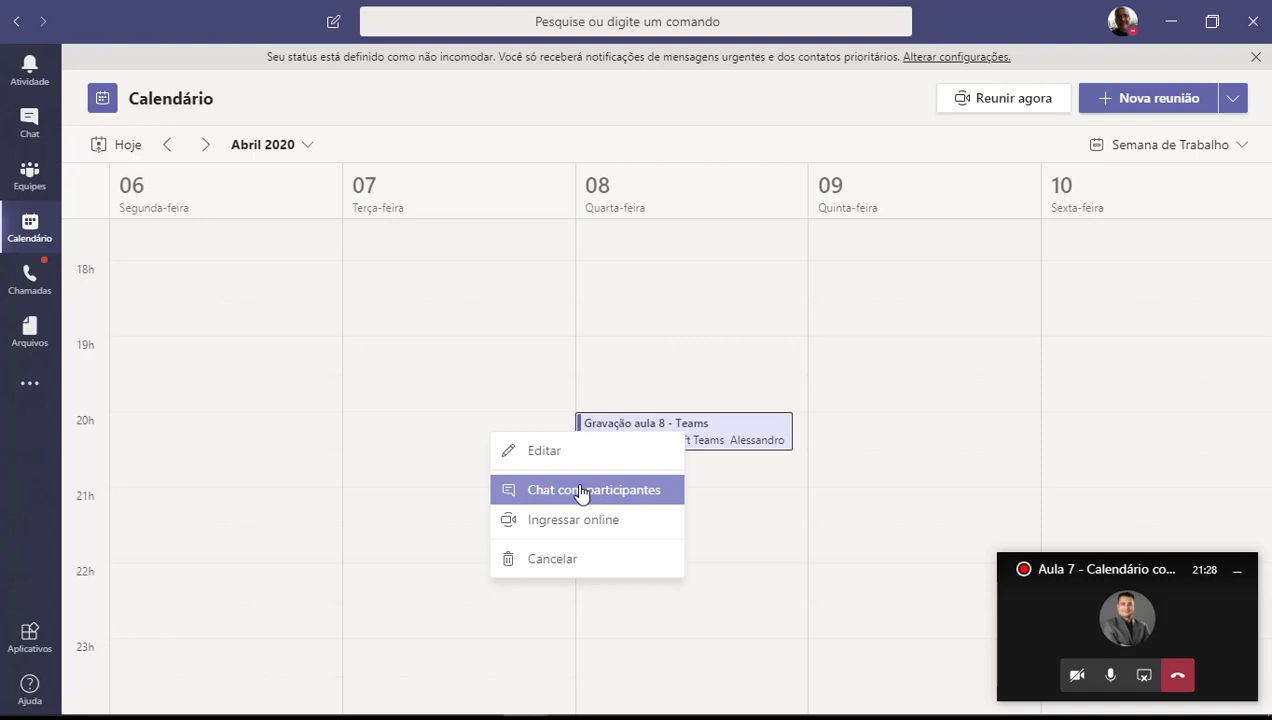 Pesquise ou digite um comando
Seu status está definido como não incomodar. Você só receberá notificações de mensagens urgentes e dos contatos prioritários. Alterar configurações.
Atividade
Chat
Equipes
Calendário
Chamadas
Arquivos
Aplicativos
Ajuda
Calendário
Reunir agora
Nova reunião
Hoje
Abril 2020
Semana de Trabalho
06
Segunda-feira
07
Terça-feira
08
Quarta-feira
09
Quinta-feira
10
Sexta-feira
18h
19h
20h
21h
22h
23h
Gravação aula 8 - Teams
Teams Alessandro
Editar
Chat com participantes
Ingressar online
Cancelar
Aula 7 - Calendário co... 21:28